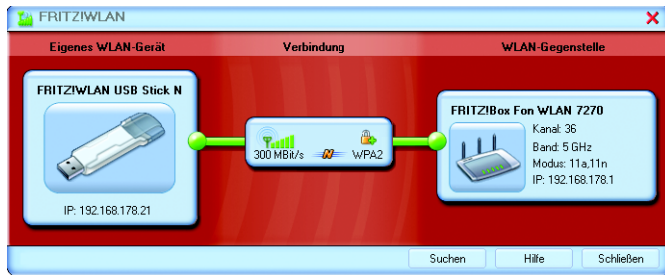 FRITZ!WLAN
Eigenes WLAN-Gerät
Verbindung
WLAN-Gegenstelle
FRITZ!WLAN USB Stick N
IP: 192.168.178.21
300 MBit/s
N
WPA2
FRITZ!Box Fon WLAN 7270
Kanal: 36
Band: 5 GHz
Modus: 11a,11n
IP: 192.168.178.1
Suchen
Hilfe
Schließen